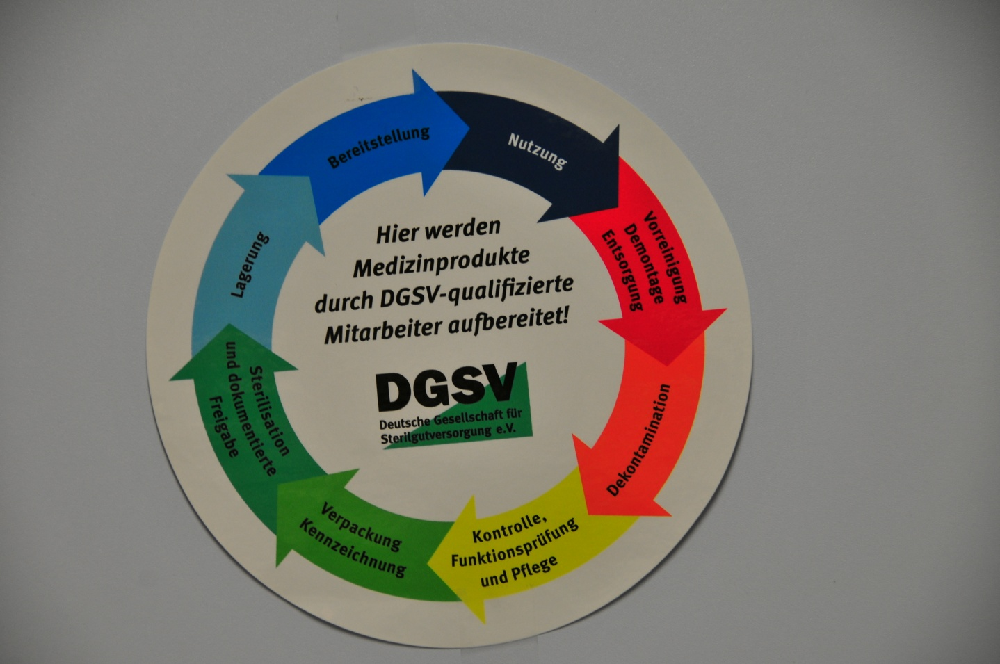 Hier werden
Medizinprodukte
durch DGSV-qualifizierte
Mitarbeiter aufbereitet!
DGSV
Deutsche Gesellschaft für
Sterilgutversorgung e.V.
Bereitstellung
Nutzung
Vorreinigung
Demontage
Entsorgung
Dekontamination
Kontrolle,
Funktionsprüfung
und Pflege
Verpackung
Kennzeichnung
Sterilisation
und dokumentierte
Freigabe
Lagerung